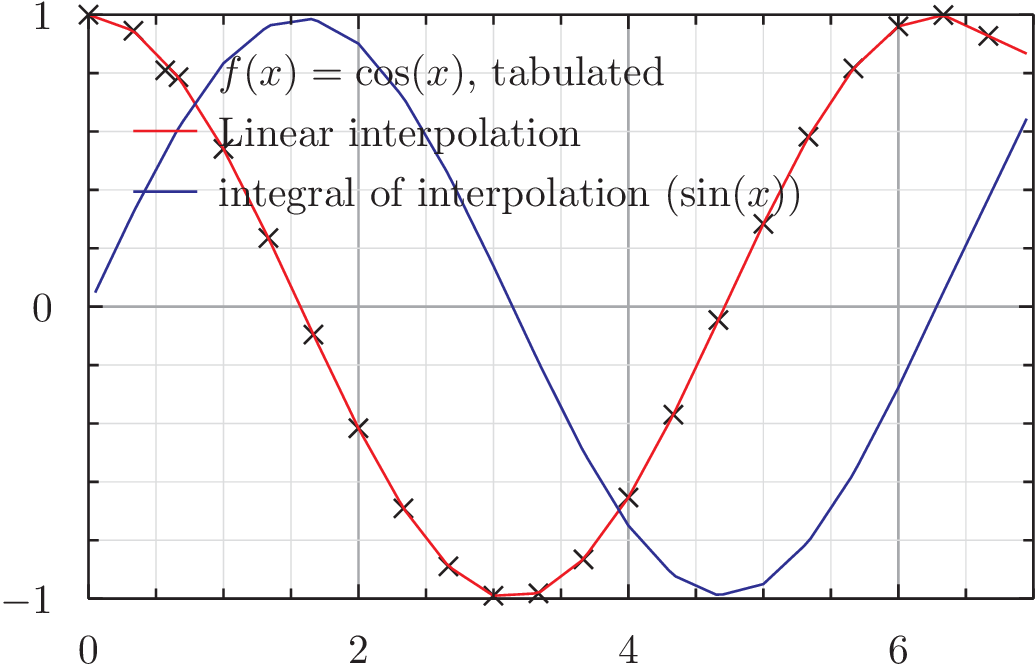 1
f(x) = cos(x), tabulated
Linear interpolation
integral of interpolation (sin(x))
0
−1
0 2 4 6